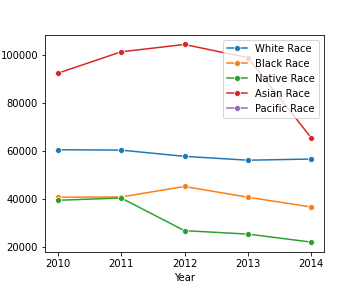 White Race
Black Race
Native Race
Asian Race
Pacific Race
100000
80000
60000
40000
20000
2010 2011 2012 2013 2014
Year